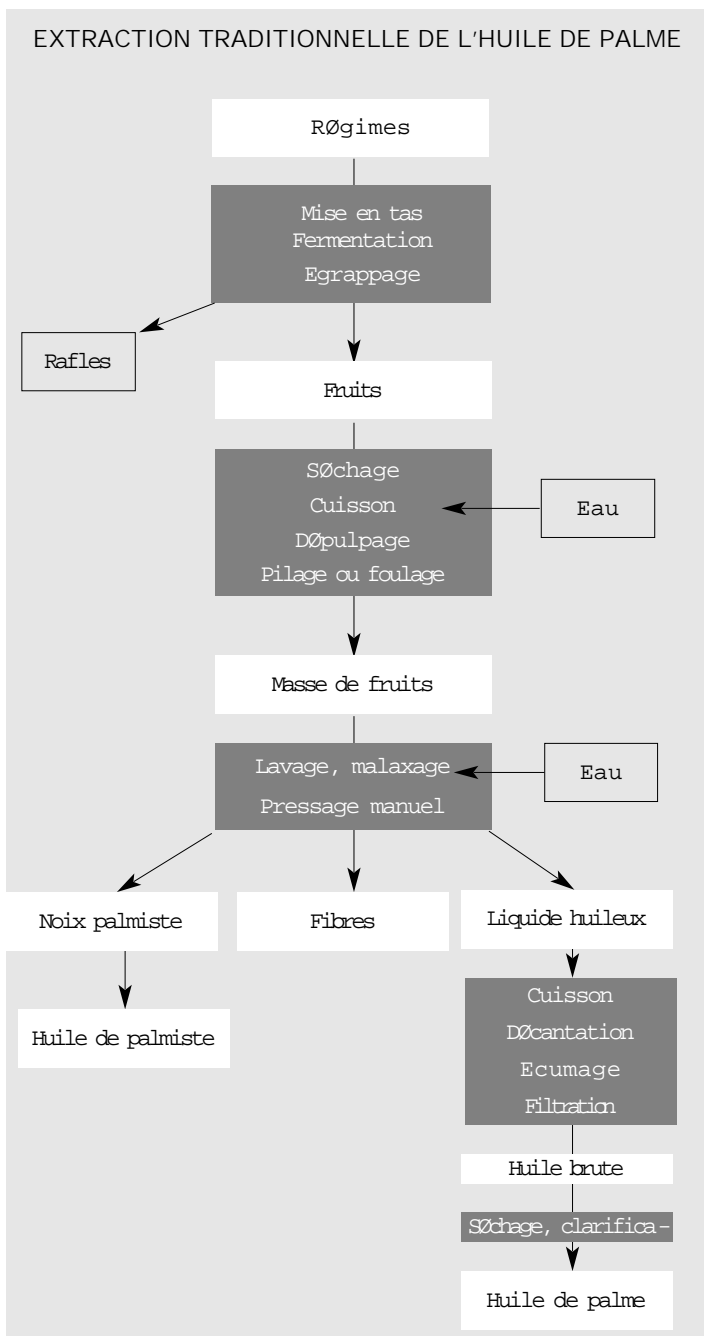 EXTRACTION TRADITIONNELLE DE L'HUILE DE PALME
RØgimes
Mise en tas
Fermentation
Egrappage
Rafles
Fruits
SØchage
Cuisson
Eau
DØpulpage
Pilage ou foulage
Masse de fruits
Lavage, malaxage
Eau
Pressage manuel
Noix palmiste
Fibres
Liquide huileux
Huile de palmiste
Cuisson
DØcantation
Ecumage
Filtration
Huile brute
SØchage, clarifica-
Huile de palme